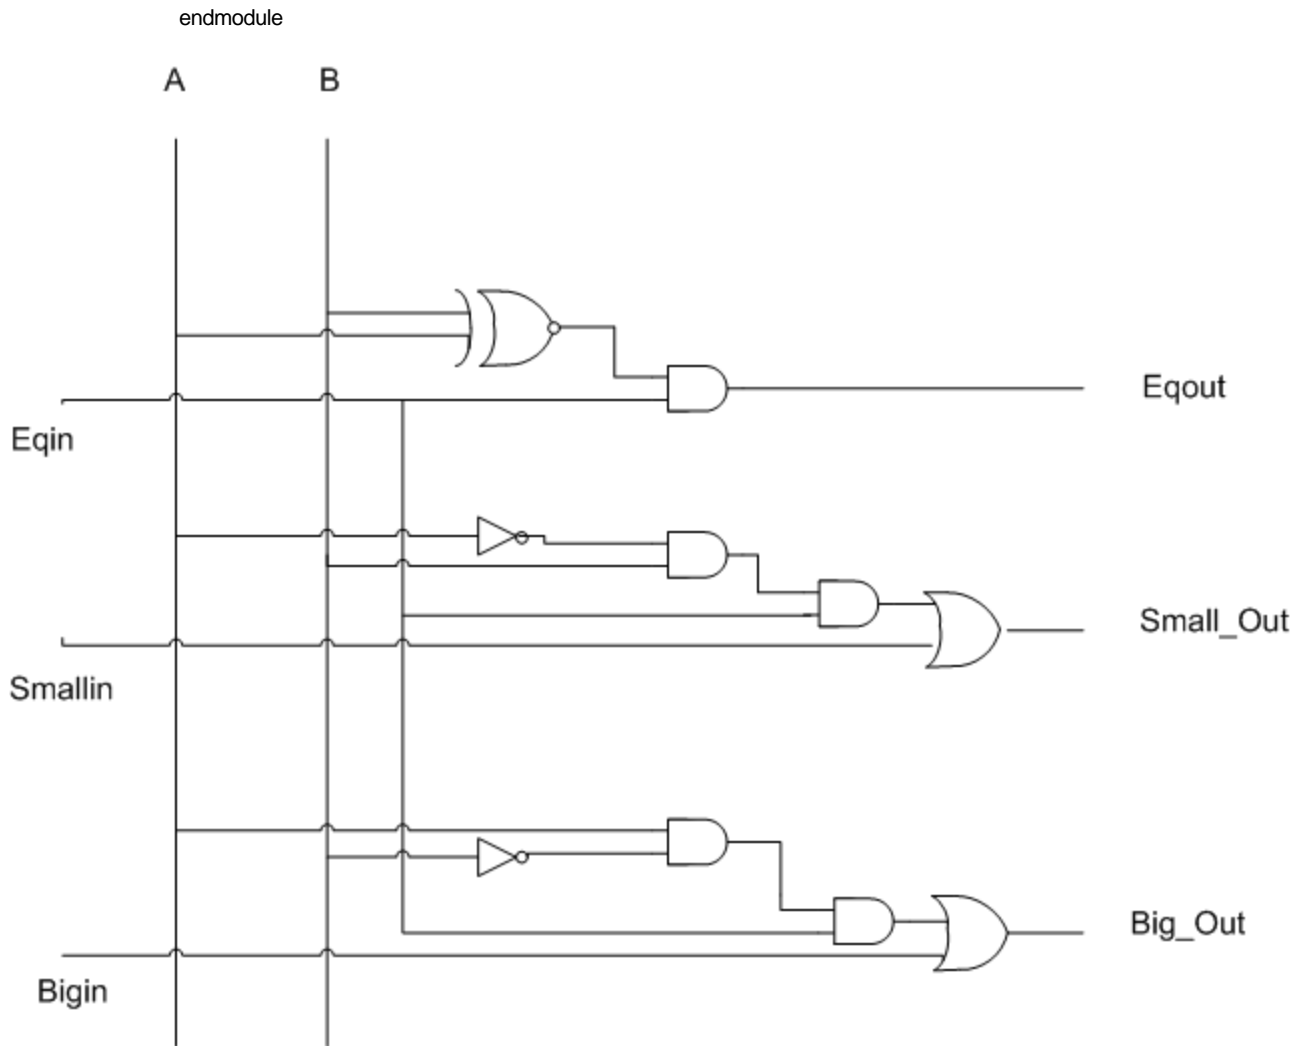 endmodule
A B
Eqout
Eqin
Small_Out
Smallin
Big_Out
Bigin